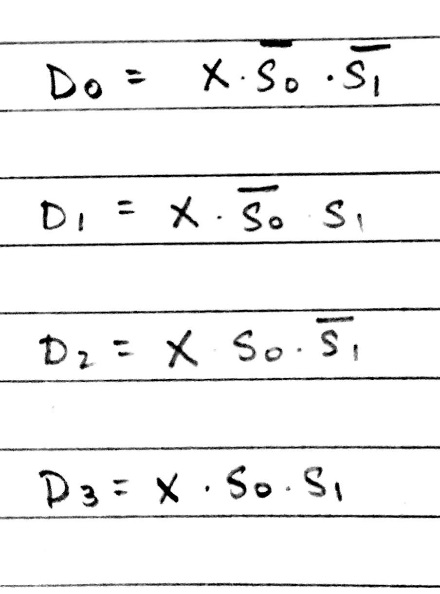 D₀ = X · S̅₀ · S̅₁
D₁ = X · S̅₀ S₁
D₂ = X S₀ · S̅₁
D₃ = X · S₀ · S₁